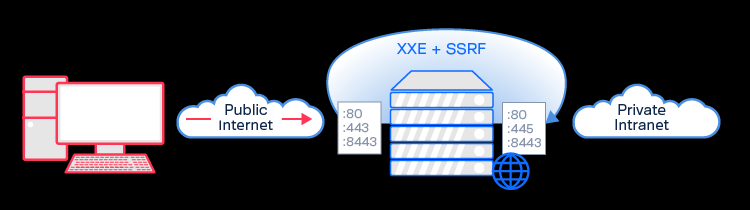 XXE + SSRF
Public
Internet
:80
:443
:8443
:80
:445
:8443
Private
Intranet